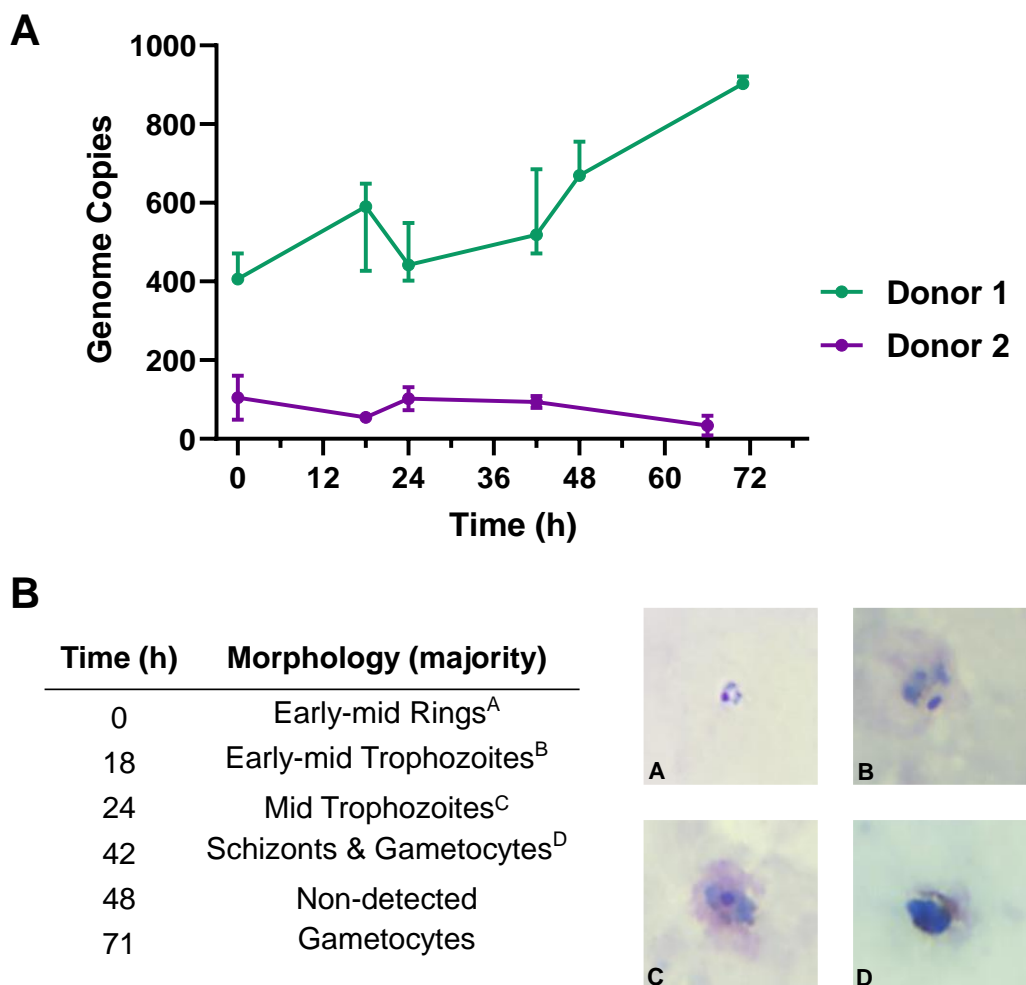 A
1000
800
600
400
200
0
Genome Copies
0 12 24 36 48 60 72
Time (h)
Donor 1
Donor 2
B
Time (h) Morphology (majority)
0 Early-mid Rings^A
18 Early-mid Trophozoites^B
24 Mid Trophozoites^C
42 Schizonts & Gametocytes^D
48 Non-detected
71 Gametocytes
A
B
C
D